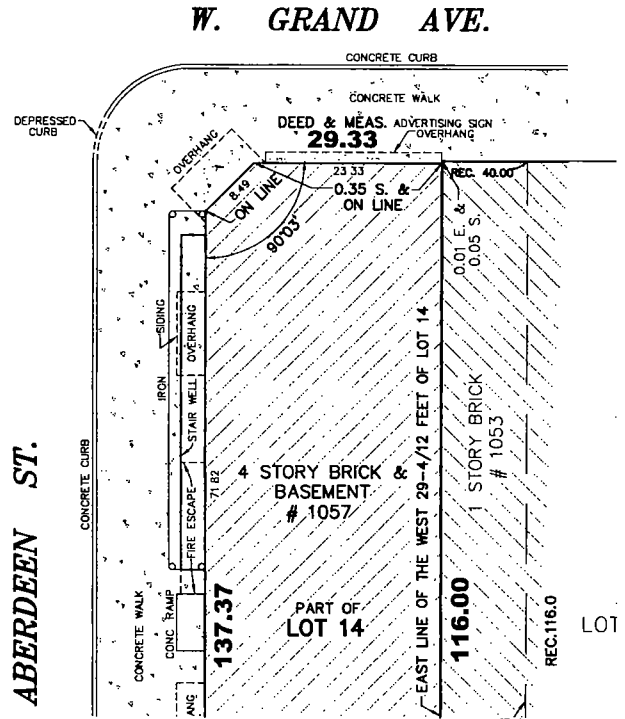 W. GRAND AVE.
CONCRETE CURB
CONCRETE WALK
DEPRESSED
CURB
DEED & MEAS.
29.33
ADVERTISING SIGN
OVERHANG
OVERHANG
8.49
ON LINE
23 33
0.35 S. &
ON LINE
REC. 40.00
90°03'
0.01 E. &
0.05 S.
SIDING
IRON
OVERHANG
STAIR WELL
FIRE ESCAPE
CONCRETE CURB
ABERDEEN ST.
CONCRETE WALK
CONC RAMP
ANG
71 82
137.37
4 STORY BRICK &
BASEMENT
# 1057
PART OF
LOT 14
EAST LINE OF THE WEST 29-4/12 FEET OF LOT 14
116.00
1 STORY BRICK
# 1053
REC.116.0
LOT